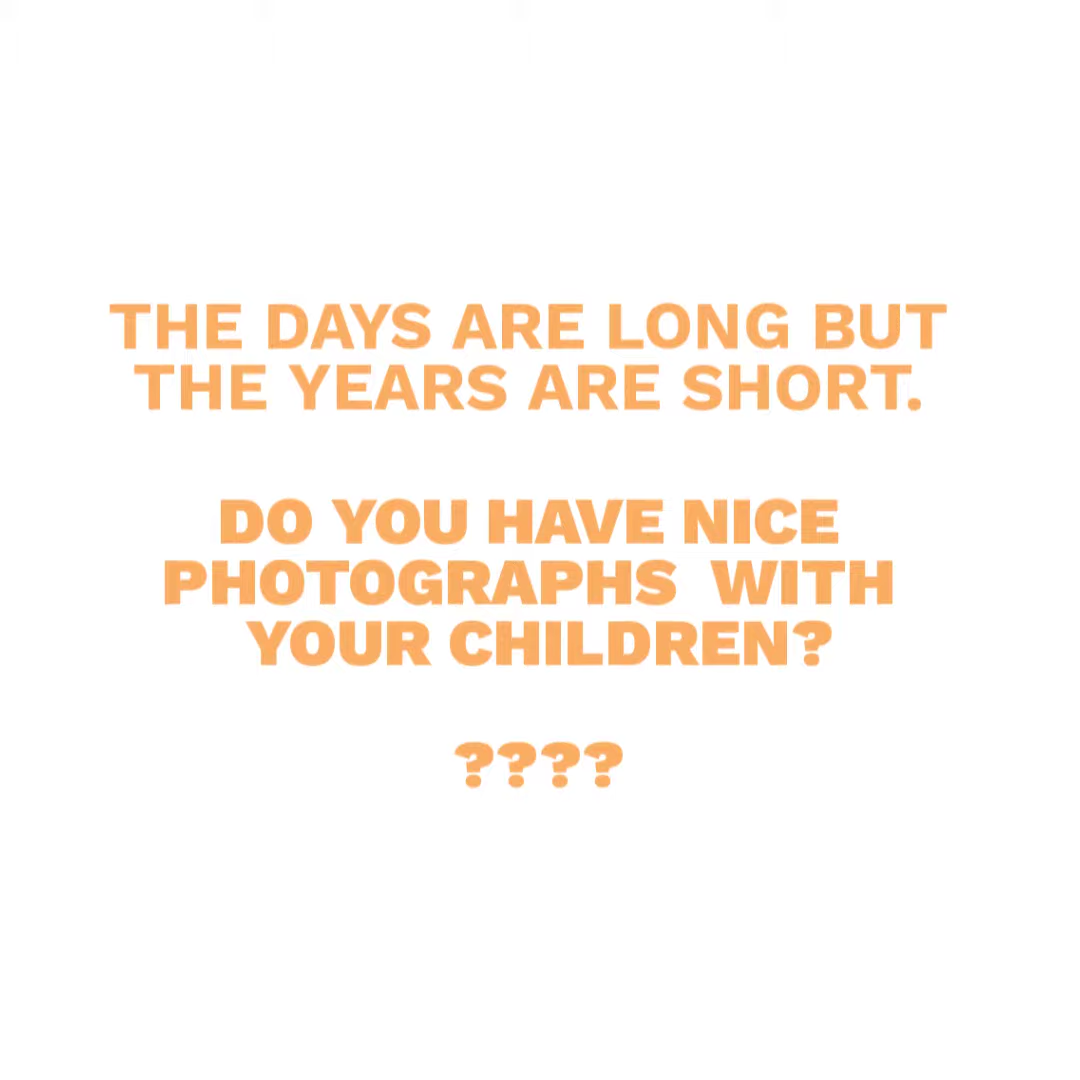 THE DAYS ARE LONG BUT
THE YEARS ARE SHORT.
DO YOU HAVE NICE
PHOTOGRAPHS WITH
YOUR CHILDREN?
????